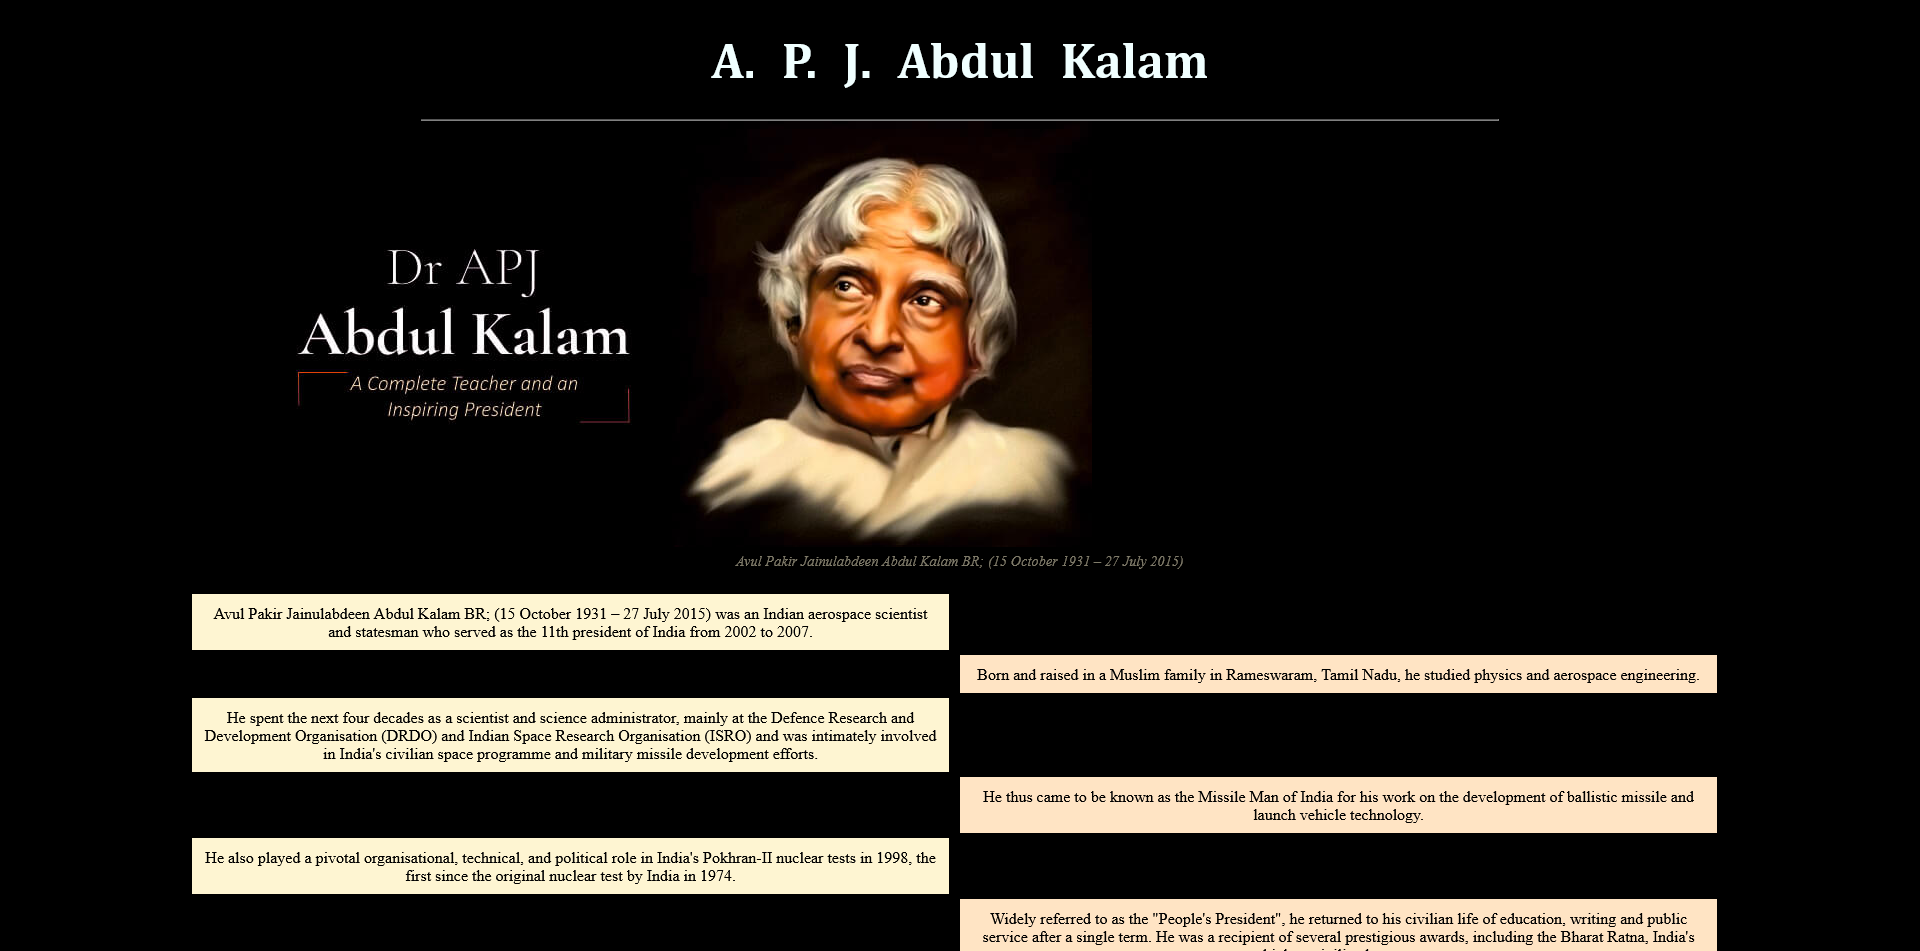 A. P. J. Abdul Kalam
Dr APJ
Abdul Kalam
A Complete Teacher and an
Inspiring President
Avul Pakir Jainulabdeen Abdul Kalam BR; (15 October 1931 – 27 July 2015)
Avul Pakir Jainulabdeen Abdul Kalam BR; (15 October 1931 – 27 July 2015) was an Indian aerospace scientist
and statesman who served as the 11th president of India from 2002 to 2007.
Born and raised in a Muslim family in Rameswaram, Tamil Nadu, he studied physics and aerospace engineering.
He spent the next four decades as a scientist and science administrator, mainly at the Defence Research and
Development Organisation (DRDO) and Indian Space Research Organisation (ISRO) and was intimately involved
in India's civilian space programme and military missile development efforts.
He thus came to be known as the Missile Man of India for his work on the development of ballistic missile and
launch vehicle technology.
He also played a pivotal organisational, technical, and political role in India's Pokhran-II nuclear tests in 1998, the
first since the original nuclear test by India in 1974.
Widely referred to as the "People's President", he returned to his civilian life of education, writing and public
service after a single term. He was a recipient of several prestigious awards, including the Bharat Ratna, India's